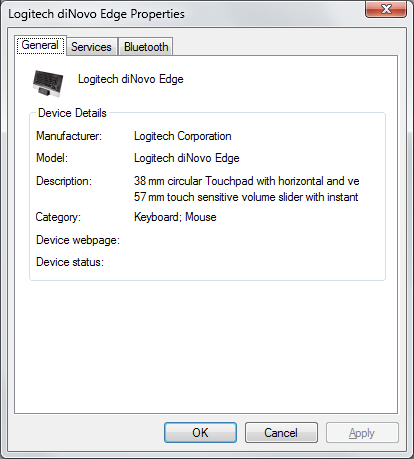 Logitech diNovo Edge Properties
General Services Bluetooth
Logitech diNovo Edge
Device Details
Manufacturer: Logitech Corporation
Model: Logitech diNovo Edge
Description: 38 mm circular Touchpad with horizontal and ve
57 mm touch sensitive volume slider with instant
Category: Keyboard; Mouse
Device webpage:
Device status:
OK Cancel Apply